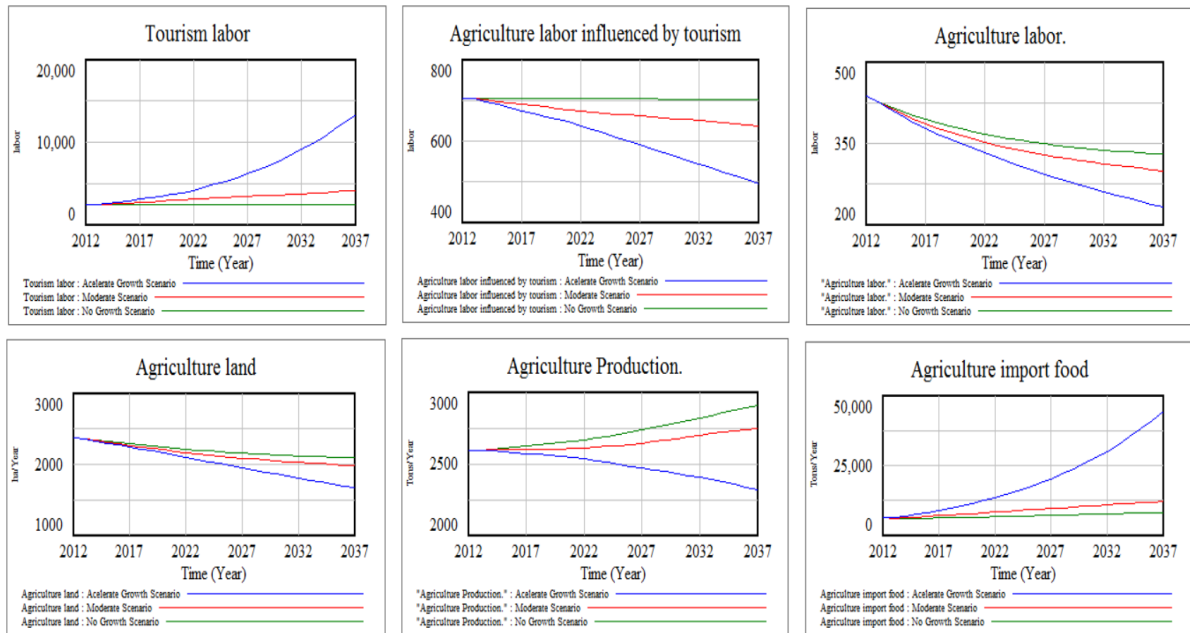 Tourism labor
20,000
10,000
0
labor
2012 2017 2022 2027 2032 2037
Time (Year)
Tourism labor : Acelerate Growth Scenario
Tourism labor : Moderate Scenario
Tourism labor : No Growth Scenario
Agriculture labor influenced by tourism
800
600
400
labor
2012 2017 2022 2027 2032 2037
Time (Year)
Agriculture labor influenced by tourism : Acelerate Growth Scenario
Agriculture labor influenced by tourism : Moderate Scenario
Agriculture labor influenced by tourism : No Growth Scenario
Agriculture labor.
500
350
200
labor
2012 2017 2022 2027 2032 2037
Time (Year)
"Agriculture labor." : Acelerate Growth Scenario
"Agriculture labor." : Moderate Scenario
"Agriculture labor." : No Growth Scenario
Agriculture land
3000
2000
1000
ha/Year
2012 2017 2022 2027 2032 2037
Time (Year)
Agriculture land : Acelerate Growth Scenario
Agriculture land : Moderate Scenario
Agriculture land : No Growth Scenario
Agriculture Production.
3000
2500
2000
Tons/Year
2012 2017 2022 2027 2032 2037
Time (Year)
"Agriculture Production." : Acelerate Growth Scenario
"Agriculture Production." : Moderate Scenario
"Agriculture Production." : No Growth Scenario
Agriculture import food
50,000
25,000
0
Tons/Year
2012 2017 2022 2027 2032 2037
Time (Year)
Agriculture import food : Acelerate Growth Scenario
Agriculture import food : Moderate Scenario
Agriculture import food : No Growth Scenario